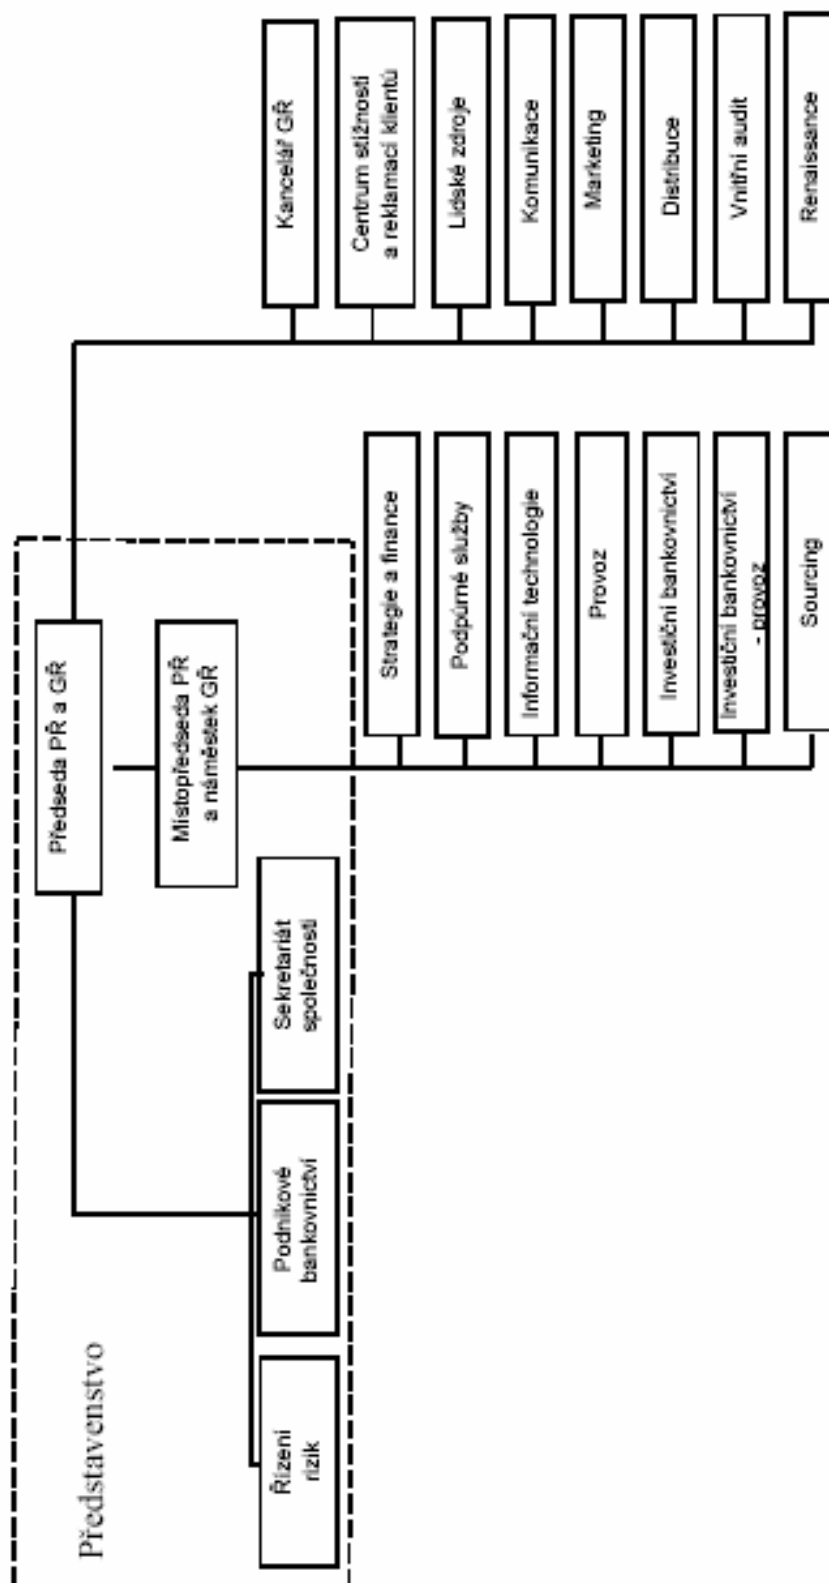 Představenstvo
Předseda PŘ a GŘ
Místopředseda PŘ
a náměstek GŘ
Řízení
rizik
Podnikové
bankovnictví
Sekretariát
společnosti
Strategie a finance
Podpůrné služby
Informační technologie
Provoz
Investiční bankovnictví
Investiční bankovnictví
- provoz
Sourcing
Kancelář GŘ
Centrum stížností
a reklamací klientů
Lidské zdroje
Komunikace
Marketing
Distribuce
Vnitřní audit
Renaissance